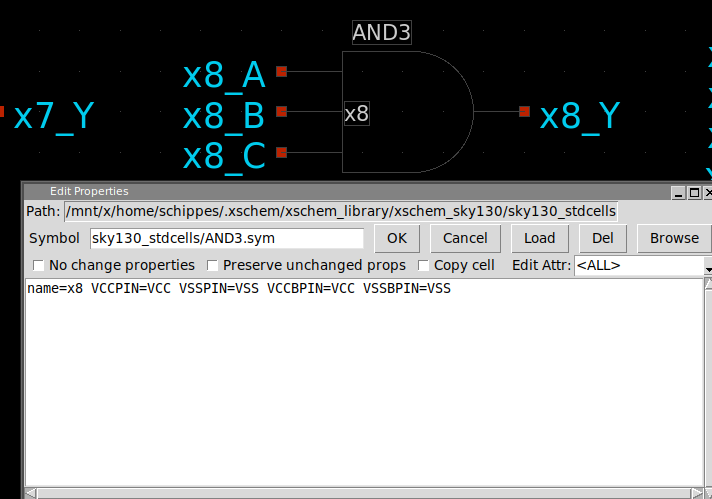 AND3
x8_A
x7_Y
x8_B
x8
x8_Y
x8_C
Edit Properties
Path: /mnt/x/home/schippes/.xschem/xschem_library/xschem_sky130/sky130_stdcells
Symbol sky130_stdcells/AND3.sym OK Cancel Load Del Browse
No change properties Preserve unchanged props Copy cell Edit Attr: <ALL>
name=x8 VCCPIN=VCC VSSPIN=VSS VCCBPIN=VCC VSSBPIN=VSS